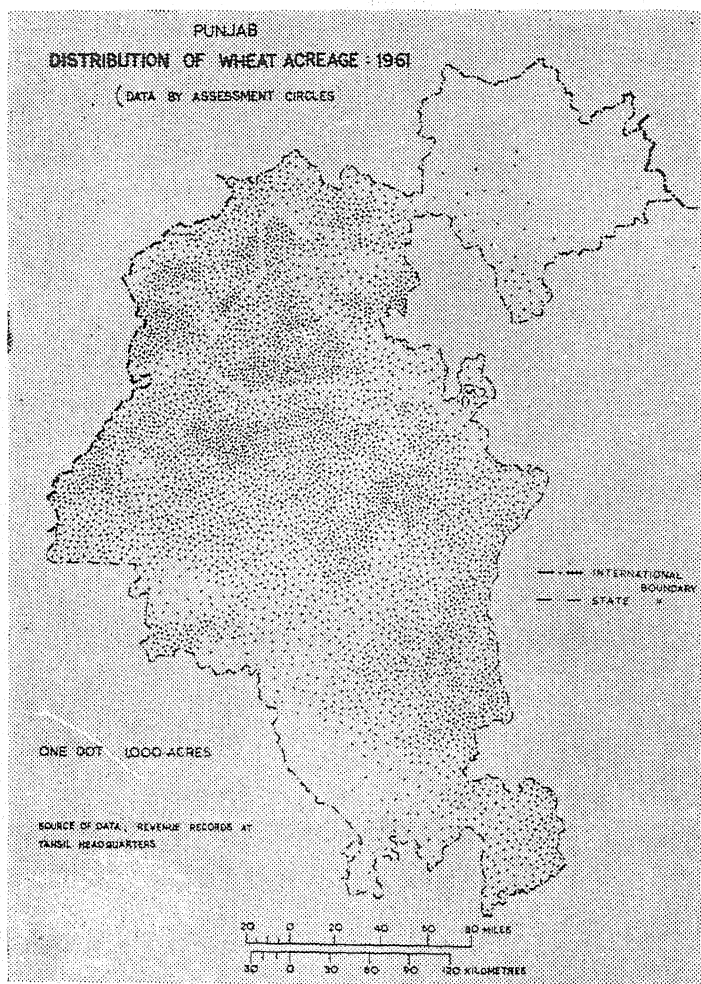 PUNJAB
DISTRIBUTION OF WHEAT ACREAGE : 1961
(DATA BY ASSESSMENT CIRCLES
INTERNATIONAL
BOUNDARY
STATE "
ONE DOT 1,000 ACRES
SOURCE OF DATA; REVENUE RECORDS AT
TAHSIL HEADQUARTERS
20 0 20 40 60 80 MILES
30 0 30 60 90 120 KILOMETRES